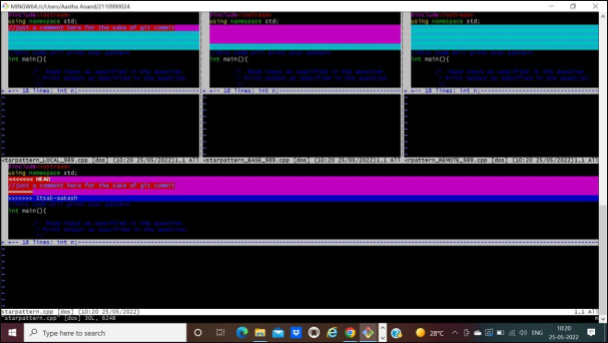 MINGW64:/c/Users/Aastha Anand/2110990024
#include<iostream>
using namespace std;
//just a comment here for the sake of git commit
int main(){
// Read input as specified in the question.
// Print output as specified in the question.
+ +-- 18 lines: int n;
#include<iostream>
using namespace std;
int main(){
// Read input as specified in the question.
// Print output as specified in the question.
+ +-- 18 lines: int n;
#include<iostream>
using namespace std;
int main(){
// Read input as specified in the question.
// Print output as specified in the question.
+ +-- 18 lines: int n;
<starpattern_LOCAL_989.cpp [dos] (10:20 25/05/2022)1,1 All
<starpattern_BASE_989.cpp [dos] (10:20 25/05/2022)1,1 All
<rpattern_REMOTE_989.cpp [dos] (10:20 25/05/2022)1,1 All
#include<iostream>
using namespace std;
<<<<<<< HEAD
//just a comment here for the sake of git commit
=======
>>>>>>> itsak-aakash
int main(){
// Read input as specified in the question.
// Print output as specified in the question.
+ +-- 18 lines: int n;
starpattern.cpp [dos] (10:20 25/05/2022) 1,1 All
"starpattern.cpp" [dos] 30L, 624B
Type here to search
28°C
ENG
10:20
25-05-2022